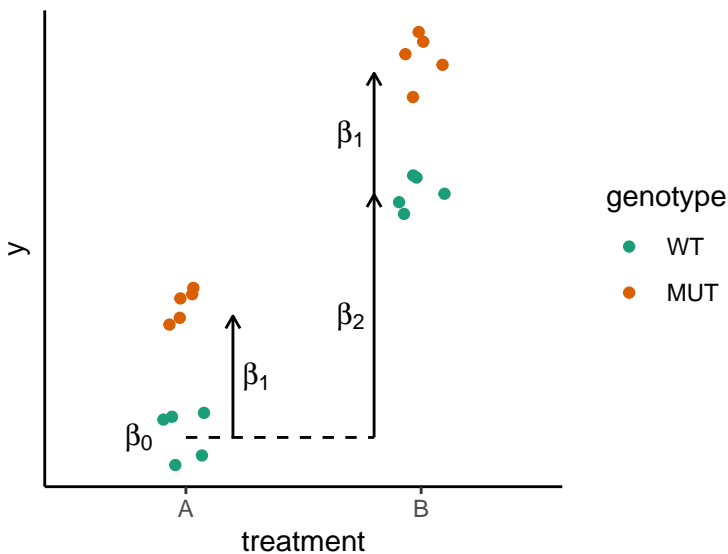 y
β1
β2
β1
β0
A
B
treatment
genotype
WT
MUT